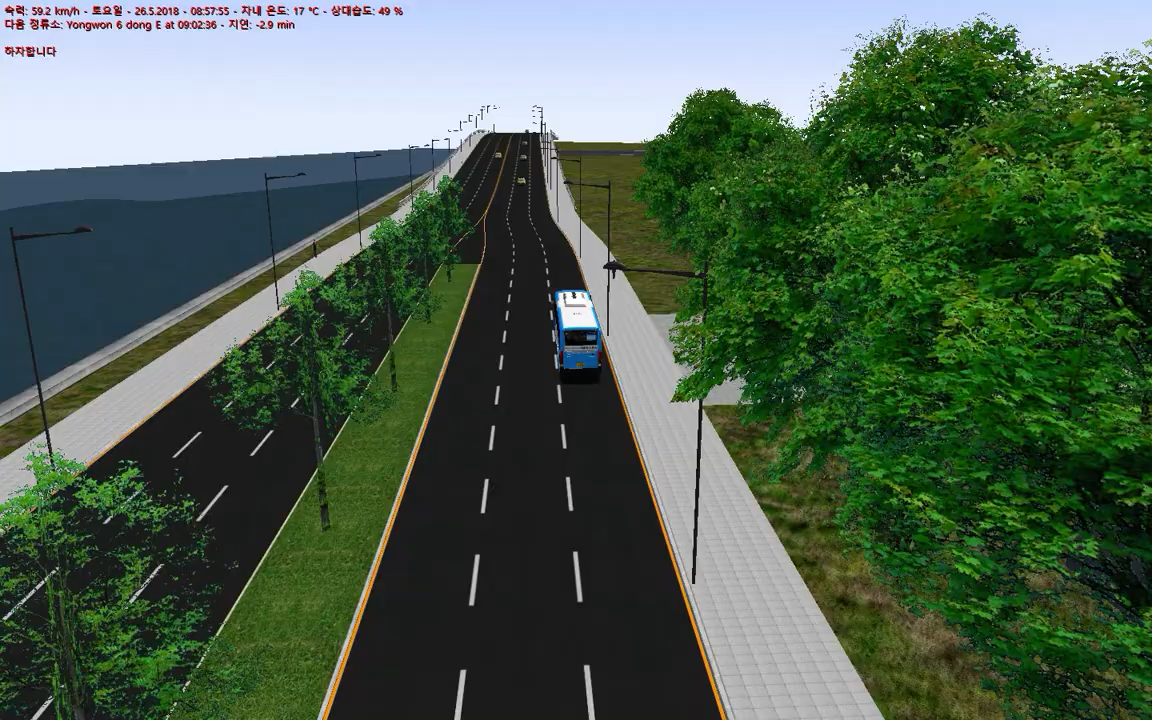 속력: 59.2 km/h - 토요일 - 26.5.2018 - 08:57:55 - 차내 온도: 17 °C - 상대습도: 49 %
다음 정류소: Yongwon 6 dong E at 09:02:36 - 지연: -2.9 min
하차합니다